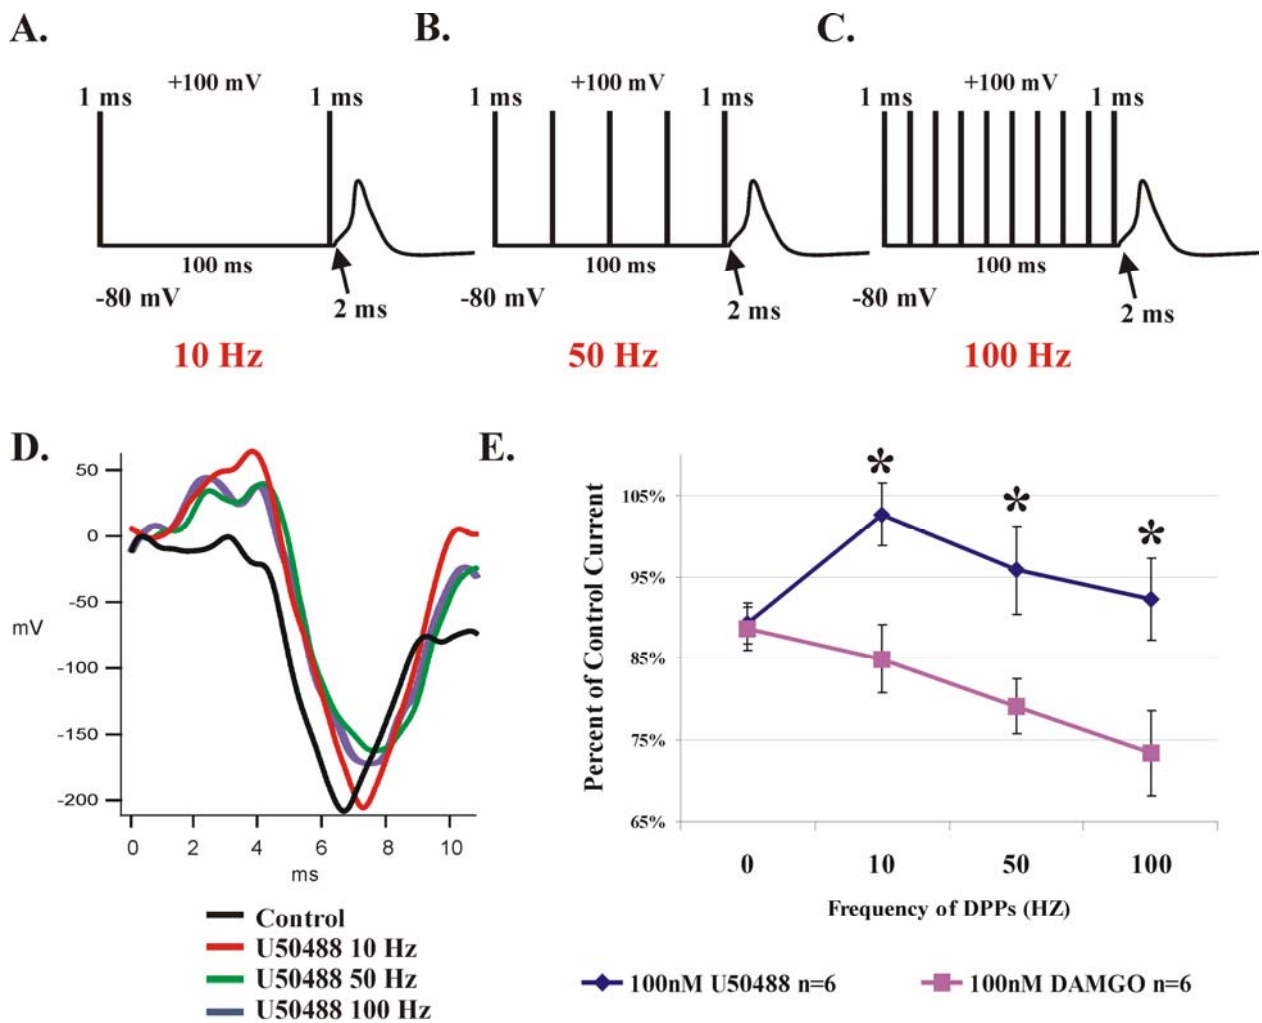 A.
B.
C.
+100 mV
1 ms 1 ms
100 ms
-80 mV
2 ms
10 Hz
+100 mV
1 ms 1 ms
100 ms
-80 mV
2 ms
50 Hz
+100 mV
1 ms 1 ms
100 ms
-80 mV
2 ms
100 Hz
D.
50
0
-50
-100
-150
-200
mV
0 2 4 6 8 10
ms
Control
U50488 10 Hz
U50488 50 Hz
U50488 100 Hz
E.
Percent of Control Current
105%
95%
85%
75%
65%
* * *
0 10 50 100
Frequency of DPPs (HZ)
100nM U50488 n=6
100nM DAMGO n=6